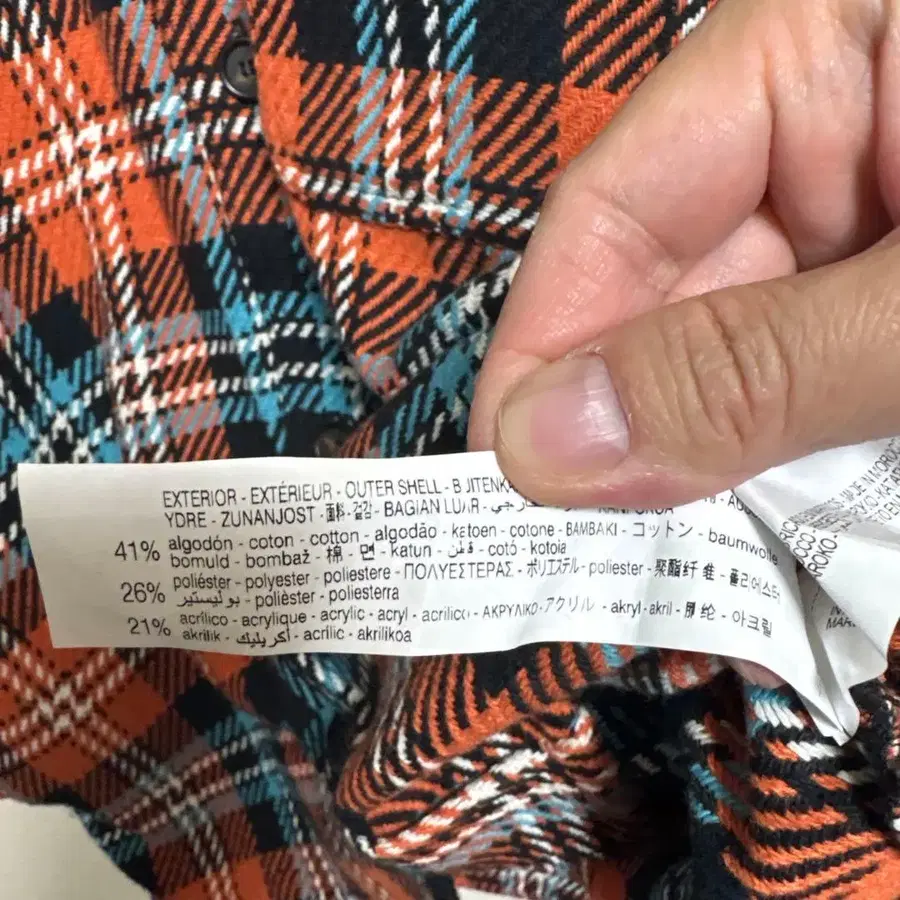 EXTERIOR - EXTÉRIEUR - OUTER SHELL -
YDRE - ZUNANJOST - 面料 - 겉감 - BAGIAN
41% algodón - coton - cotton - algodão - katoen - cotone - BAMBAKI - コットン - baumwolle
bomuld - bombaž - 棉 - 면 - katun - قطن - cotó - kotoia
26% poliéster - polyester - poliestere - ΠΟΛΥΕΣΤΕΡΑΣ - ポリエステル - poliester - 聚酯纤维 - 폴리에스터
بوليستير - polièster - poliesterra
21% acrílico - acrylique - acrylic - acryl - acrilico - ΑΚΡΥΛΙΚΟ - アクリル - akryl - akril - 腈纶 - 아크릴
akrilik - أكريليك - acrílic - akrilikoa